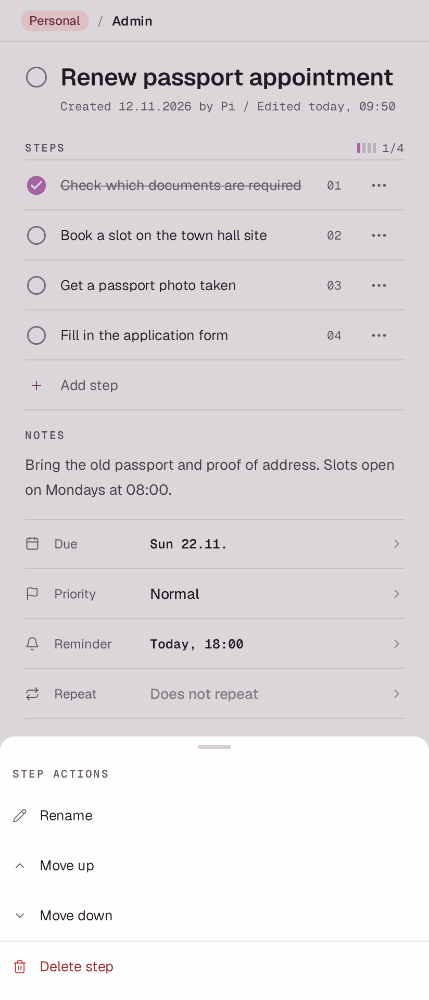 Personal / Admin
Renew passport appointment
Created 12.11.2026 by Pi / Edited today, 09:50
STEPS 1/4
Check which documents are required 01
Book a slot on the town hall site 02
Get a passport photo taken 03
Fill in the application form 04
Add step
NOTES
Bring the old passport and proof of address. Slots open
on Mondays at 08:00.
Due Sun 22.11.
Priority Normal
Reminder Today, 18:00
Repeat Does not repeat
STEP ACTIONS
Rename
Move up
Move down
Delete step